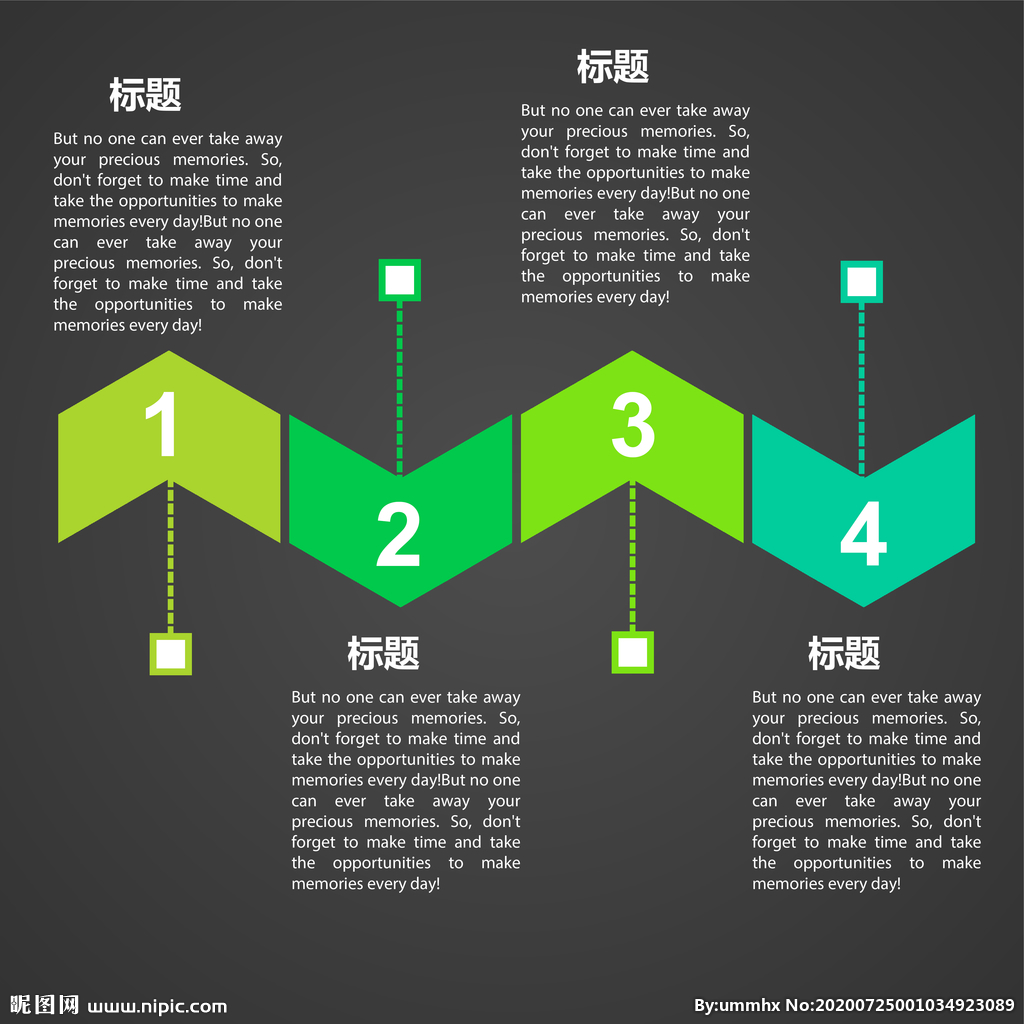 标题
But no one can ever take away
your precious memories. So,
don't forget to make time and
take the opportunities to make
memories every day!But no one
can ever take away your
precious memories. So, don't
forget to make time and take
the opportunities to make
memories every day!
1
2
标题
But no one can ever take away
your precious memories. So,
don't forget to make time and
take the opportunities to make
memories every day!But no one
can ever take away your
precious memories. So, don't
forget to make time and take
the opportunities to make
memories every day!
标题
But no one can ever take away
your precious memories. So,
don't forget to make time and
take the opportunities to make
memories every day!But no one
can ever take away your
precious memories. So, don't
forget to make time and take
the opportunities to make
memories every day!
3
4
标题
But no one can ever take away
your precious memories. So,
don't forget to make time and
take the opportunities to make
memories every day!But no one
can ever take away your
precious memories. So, don't
forget to make time and take
the opportunities to make
memories every day!
昵图网 www.nipic.com
By:ummhx No:20200725001034923089